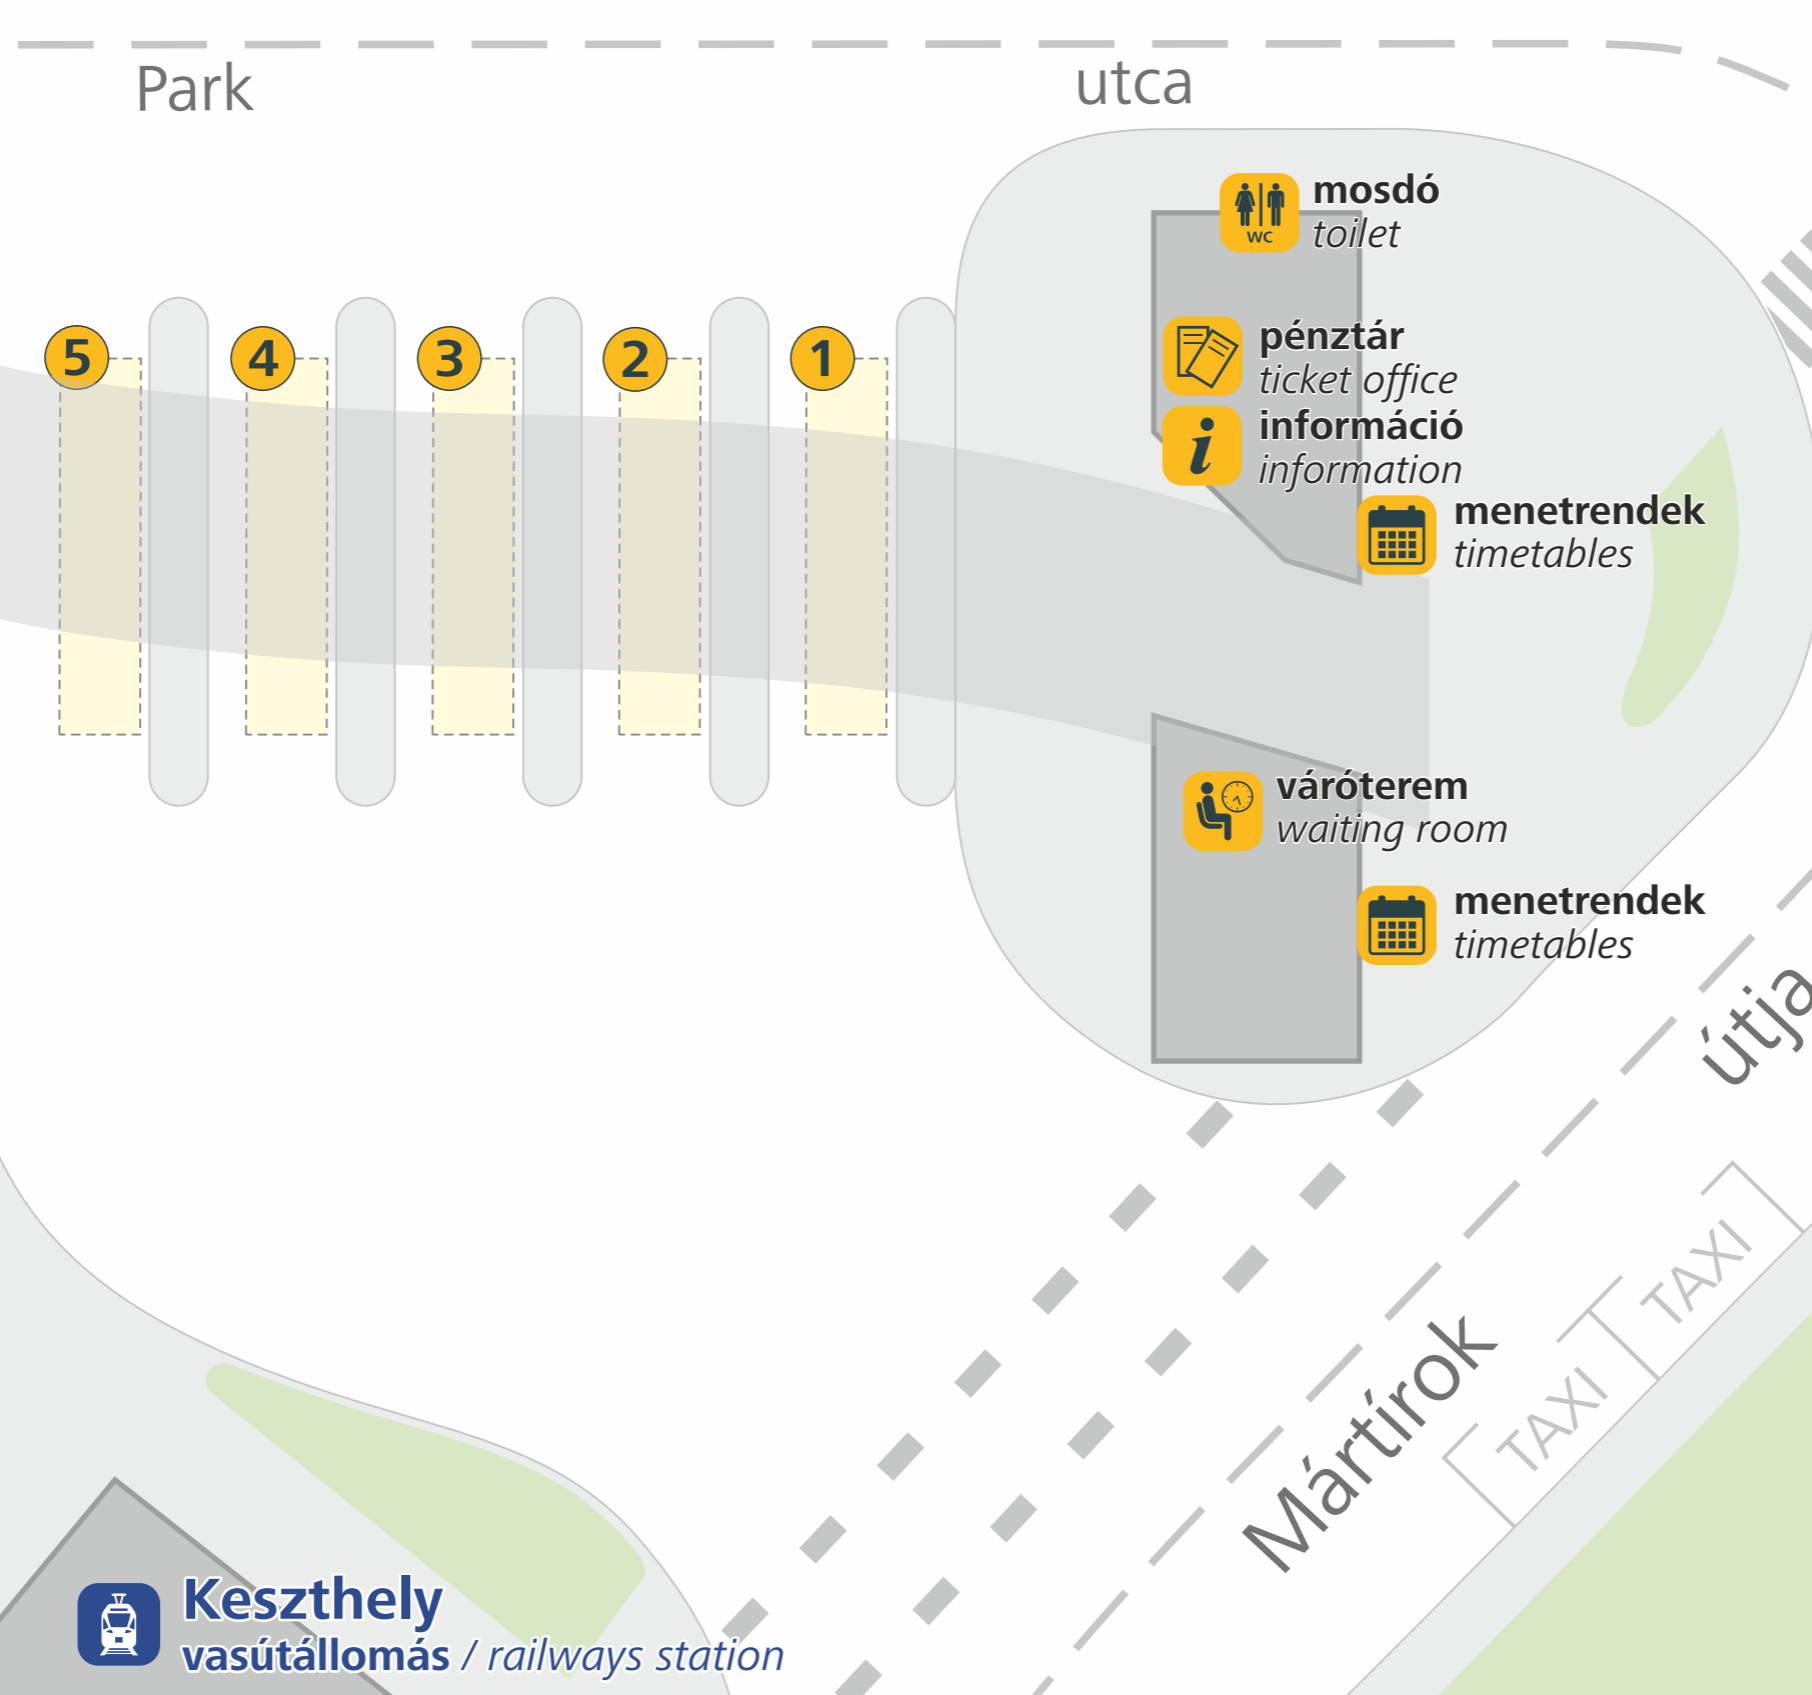 Park utca
WC
mosdó
toilet
5 4 3 2 1
pénztár
ticket office
i
információ
information
menetrendek
timetables
váróterem
waiting room
menetrendek
timetables
Mártírok útja
TAXI
TAXI
Keszthely
vasútállomás / railways station